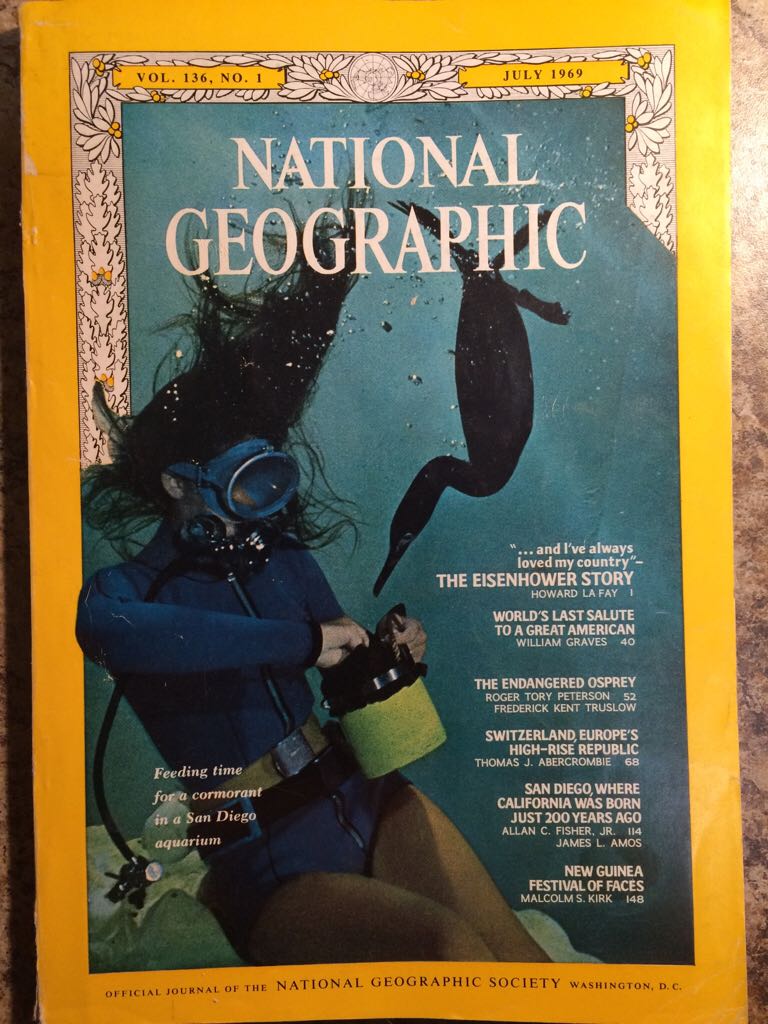 VOL. 136, NO. 1
JULY 1969
NATIONAL
GEOGRAPHIC
"... and I've always
loved my country"–
THE EISENHOWER STORY
HOWARD LA FAY 1
WORLD'S LAST SALUTE
TO A GREAT AMERICAN
WILLIAM GRAVES 40
THE ENDANGERED OSPREY
ROGER TORY PETERSON 52
FREDERICK KENT TRUSLOW
SWITZERLAND, EUROPE'S
HIGH-RISE REPUBLIC
THOMAS J. ABERCROMBIE 68
SAN DIEGO, WHERE
CALIFORNIA WAS BORN
JUST 200 YEARS AGO
ALLAN C. FISHER, JR. 114
JAMES L. AMOS
NEW GUINEA
FESTIVAL OF FACES
MALCOLM S. KIRK 148
Feeding time
for a cormorant
in a San Diego
aquarium
OFFICIAL JOURNAL OF THE NATIONAL GEOGRAPHIC SOCIETY WASHINGTON, D.C.